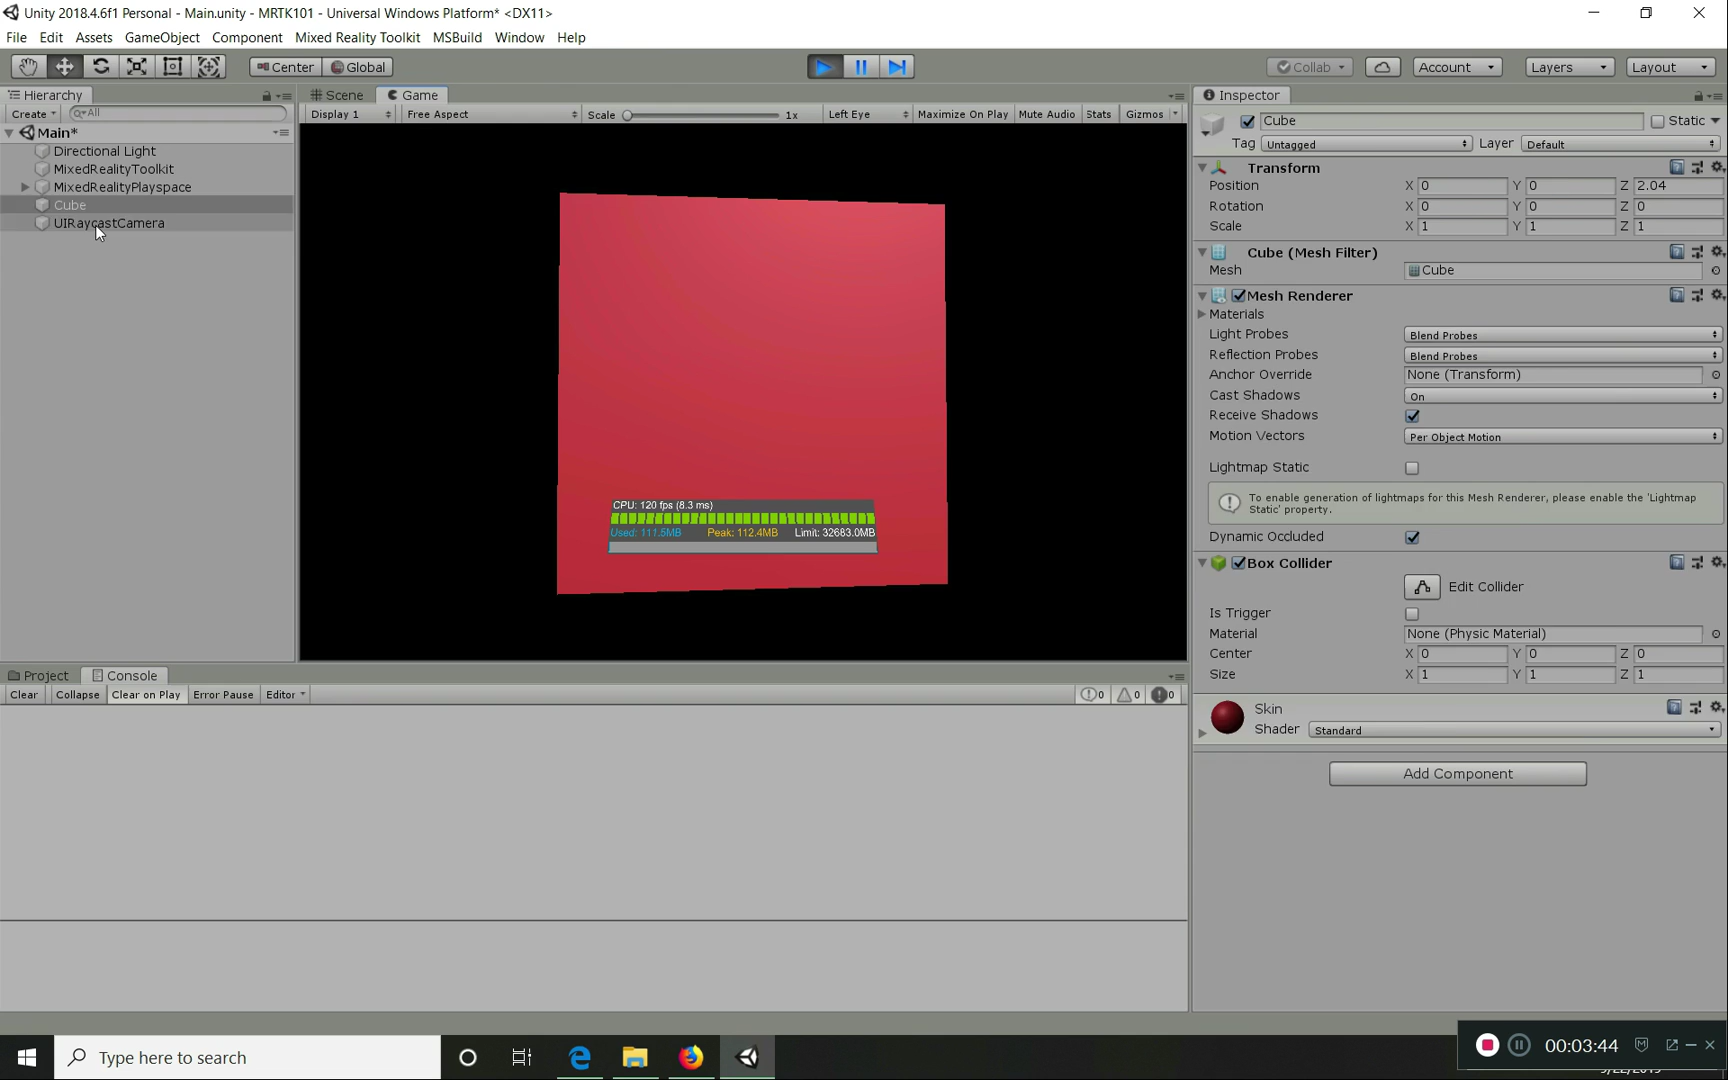 Unity 2018.4.6f1 Personal - Main.unity - MRTK101 - Universal Windows Platform* <DX11>
File Edit Assets GameObject Component Mixed Reality Toolkit MSBuild Window Help
Center Global Collab Account Layers Layout
Hierarchy
Create All
Main*
Directional Light
MixedRealityToolkit
MixedRealityPlayspace
Cube
UIRaycastCamera
Scene Game
Display 1 Free Aspect Scale 1x Left Eye Maximize On Play Mute Audio Stats Gizmos
CPU: 120 fps (8.3 ms)
Used: 111.5MB Peak: 112.4MB Limit: 32683.0MB
Project Console
Clear Collapse Clear on Play Error Pause Editor 0 0 0
Inspector
Cube Static
Tag Untagged Layer Default
Transform
Position X 0 Y 0 Z 2.04
Rotation X 0 Y 0 Z 0
Scale X 1 Y 1 Z 1
Cube (Mesh Filter)
Mesh Cube
Mesh Renderer
Materials
Light Probes Blend Probes
Reflection Probes Blend Probes
Anchor Override None (Transform)
Cast Shadows On
Receive Shadows
Motion Vectors Per Object Motion
Lightmap Static
To enable generation of lightmaps for this Mesh Renderer, please enable the 'Lightmap
Static' property.
Dynamic Occluded
Box Collider
Edit Collider
Is Trigger
Material None (Physic Material)
Center X 0 Y 0 Z 0
Size X 1 Y 1 Z 1
Skin
Shader Standard
Add Component
Type here to search
00:03:44